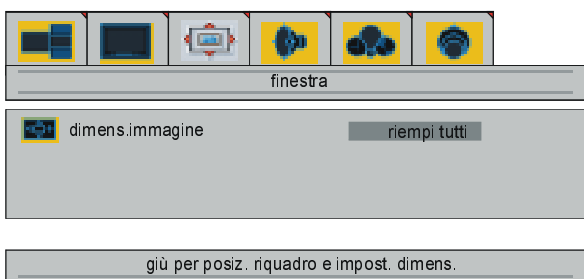 finestra
dimens.immagine riempi tutti
giù per posiz. riquadro e impost. dimens.